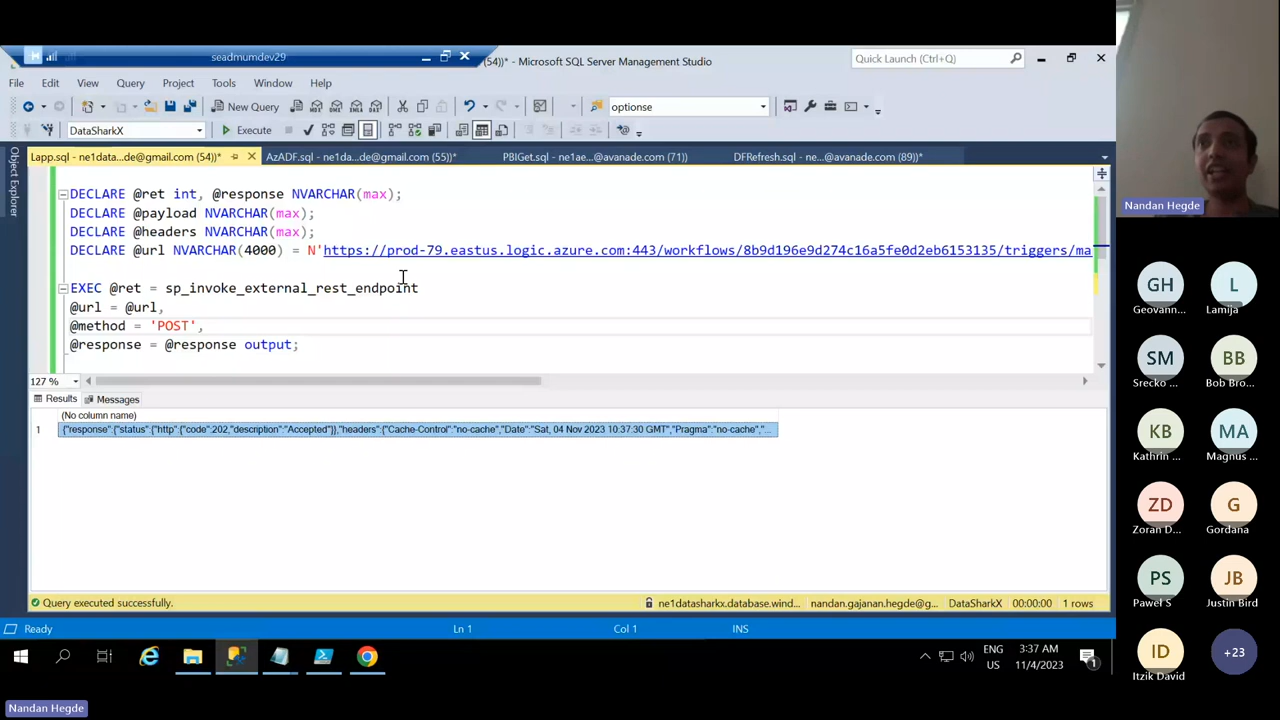 seadmumdev29
(54))* - Microsoft SQL Server Management Studio
Quick Launch (Ctrl+Q)
File Edit View Query Project Tools Window Help
New Query
optionse
DataSharkX
Execute
Lapp.sql - ne1data...de@gmail.com (54))*
AzADF.sql - ne1da...de@gmail.com (55))*
PBIGet.sql - ne1ae...@avanade.com (71))
DFRefresh.sql - ne...@avanade.com (89))*
Object Explorer
DECLARE @ret int, @response NVARCHAR(max);
DECLARE @payload NVARCHAR(max);
DECLARE @headers NVARCHAR(max);
DECLARE @url NVARCHAR(4000) = N'https://prod-79.eastus.logic.azure.com:443/workflows/8b9d196e9d274c16a5fe0d2eb6153135/triggers/ma
EXEC @ret = sp_invoke_external_rest_endpoint
@url = @url,
@method = 'POST',
@response = @response output;
127 %
Results Messages
(No column name)
1 {"response":{"status":{"http":{"code":202,"description":"Accepted"}},"headers":{"Cache-Control":"no-cache","Date":"Sat, 04 Nov 2023 10:37:30 GMT","Pragma":"no-cache","...
Query executed successfully.
ne1datasharkx.database.wind...
nandan.gajanan.hegde@g...
DataSharkX
00:00:00
1 rows
Ready
Ln 1
Col 1
INS
ENG
US
3:37 AM
11/4/2023
1
Nandan Hegde
Nandan Hegde
GH
L
Geovann...
Lamija
SM
BB
Srecko ...
Bob Bro...
KB
MA
Kathrin ...
Magnus ...
ZD
G
Zoran D...
Gordana
PS
JB
Pawel S
Justin Bird
ID
+23
Itzik David